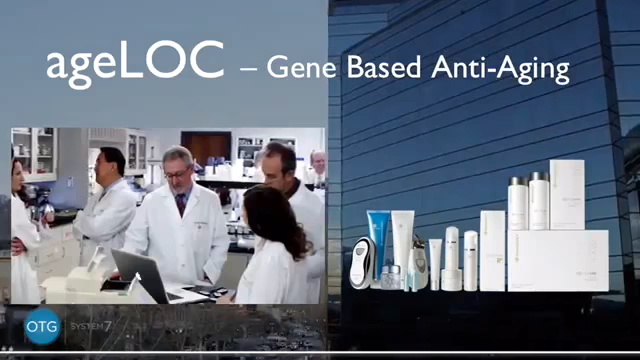 ageLOC – Gene Based Anti-Aging
OTG SYSTEM 7